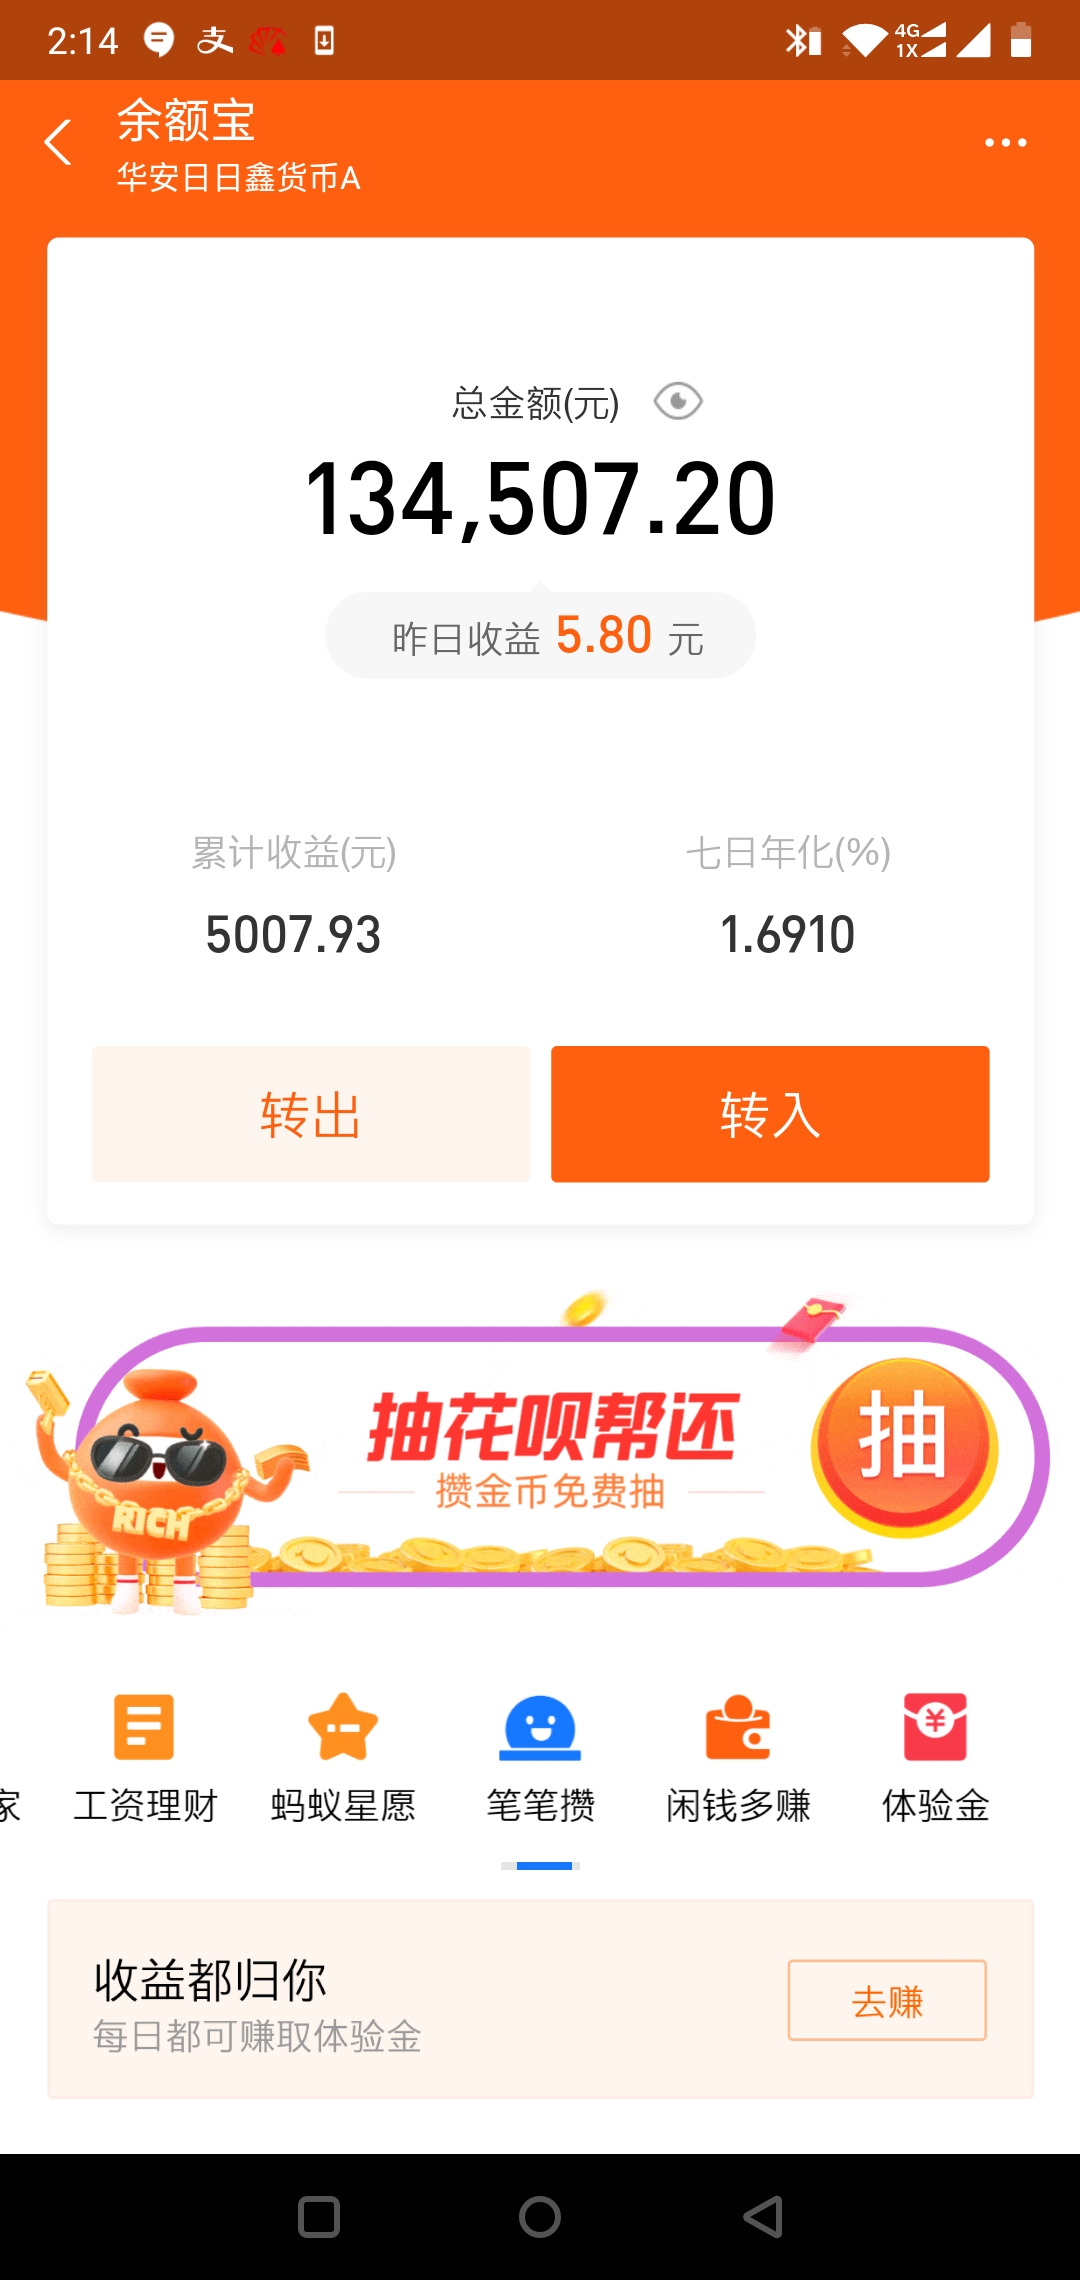 2:14
4G
1X
余额宝
华安日日鑫货币A
总金额(元)
134,507.20
昨日收益 5.80 元
累计收益(元) 七日年化(%)
5007.93 1.6910
转出 转入
抽花呗帮还
攒金币免费抽
抽
RICH
家 工资理财 蚂蚁星愿 笔笔攒 闲钱多赚 体验金
收益都归你
每日都可赚取体验金
去赚